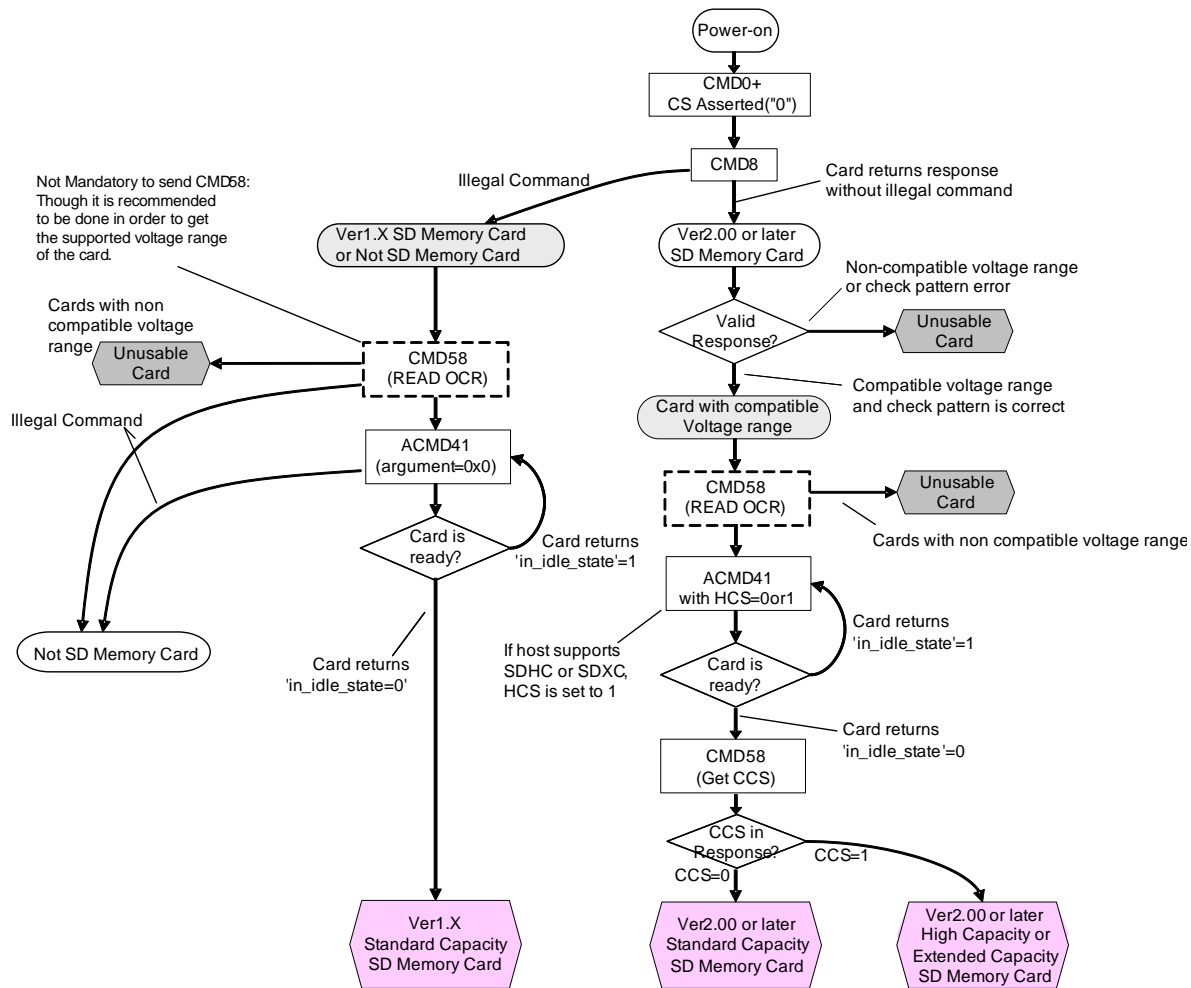 Power-on
CMD0+
CS Asserted("0")
CMD8
Illegal Command
Card returns response
without illegal command
Not Mandatory to send CMD58:
Though it is recommended
to be done in order to get
the supported voltage range
of the card.
Ver1.X SD Memory Card
or Not SD Memory Card
Ver2.00 or later
SD Memory Card
Non-compatible voltage range
or check pattern error
Cards with non
compatible voltage
range
Unusable
Card
CMD58
(READ OCR)
Valid
Response?
Unusable
Card
Compatible voltage range
and check pattern is correct
Card with compatible
Voltage range
Illegal Command
ACMD41
(argument=0x0)
CMD58
(READ OCR)
Unusable
Card
Cards with non compatible voltage range
Card is
ready?
Card returns
'in_idle_state'=1
ACMD41
with HCS=0or1
Card returns
'in_idle_state'=1
Not SD Memory Card
Card returns
'in_idle_state=0'
If host supports
SDHC or SDXC,
HCS is set to 1
Card is
ready?
Card returns
'in_idle_state'=0
CMD58
(Get CCS)
CCS in
Response?
CCS=0
CCS=1
Ver1.X
Standard Capacity
SD Memory Card
Ver2.00 or later
Standard Capacity
SD Memory Card
Ver2.00 or later
High Capacity or
Extended Capacity
SD Memory Card